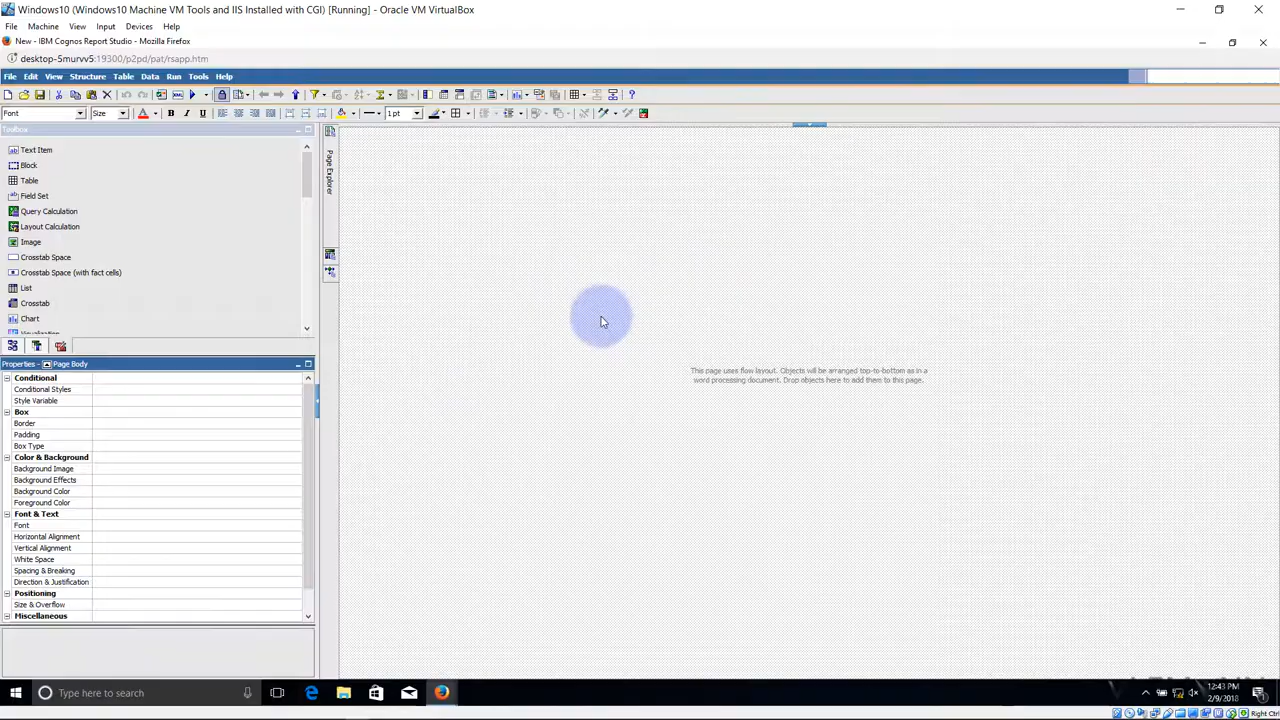 Windows10 (Windows10 Machine VM Tools and IIS Installed with CGI) [Running] - Oracle VM VirtualBox
File Machine View Input Devices Help
New - IBM Cognos Report Studio - Mozilla Firefox
desktop-5murvv5:19300/p2pd/pat/rsapp.htm
File Edit View Structure Table Data Run Tools Help
Font Size A B I U 1 pt
Toolbox
Text Item
Block
Table
Field Set
Query Calculation
Layout Calculation
Image
Crosstab Space
Crosstab Space (with fact cells)
List
Crosstab
Chart
Visualization
Page Explorer
This page uses flow layout. Objects will be arranged top-to-bottom as in a
word processing document. Drop objects here to add them to this page.
Properties - Page Body
Conditional
Conditional Styles
Style Variable
Box
Border
Padding
Box Type
Color & Background
Background Image
Background Effects
Background Color
Foreground Color
Font & Text
Font
Horizontal Alignment
Vertical Alignment
White Space
Spacing & Breaking
Direction & Justification
Positioning
Size & Overflow
Miscellaneous
Type here to search
12:43 PM
2/9/2018
Right Ctrl